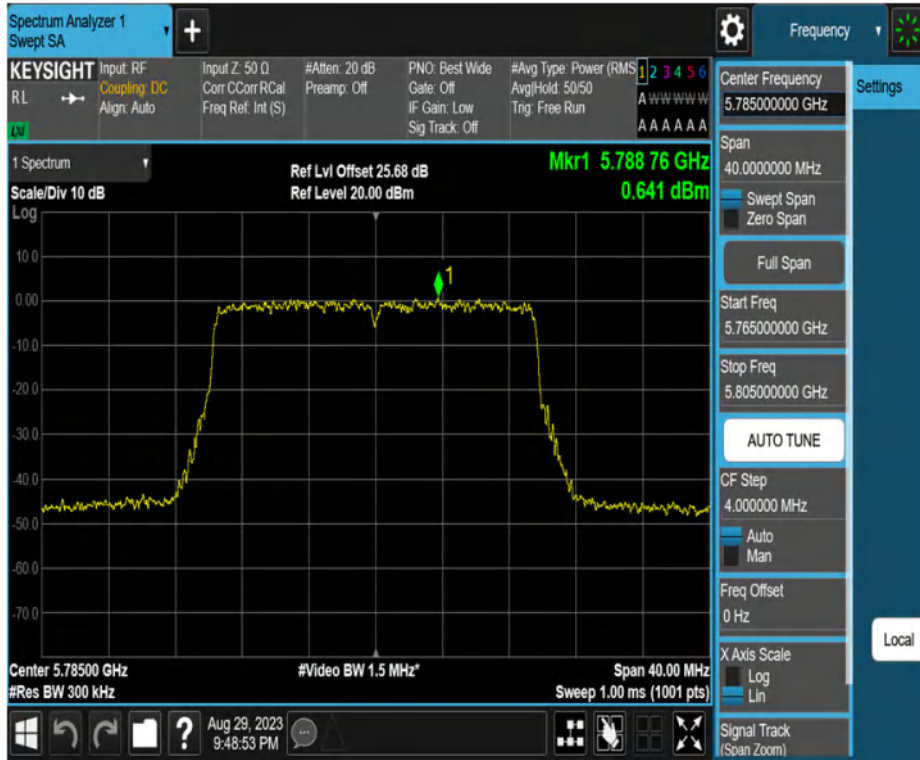 Spectrum Analyzer 1
Swept SA
+
Frequency
KEYSIGHT
RL
LXI
Input: RF
Coupling: DC
Align: Auto
Input Z: 50 Ω
Corr CCorr RCal
Freq Ref: Int (S)
#Atten: 20 dB
Preamp: Off
PNO: Best Wide
Gate: Off
IF Gain: Low
Sig Track: Off
#Avg Type: Power (RMS
Avg|Hold: 50/50
Trig: Free Run
1 2 3 4 5 6
A W W W W W
A A A A A A
1 Spectrum
Scale/Div 10 dB
Log
Ref Lvl Offset 25.68 dB
Ref Level 20.00 dBm
Mkr1 5.788 76 GHz
0.641 dBm
10.0
0.00
-10.0
-20.0
-30.0
-40.0
-50.0
-60.0
-70.0
1
Center 5.78500 GHz
#Res BW 300 kHz
#Video BW 1.5 MHz*
Span 40.00 MHz
Sweep 1.00 ms (1001 pts)
?
Aug 29, 2023
9:48:53 PM
Center Frequency
5.785000000 GHz
Span
40.0000000 MHz
Swept Span
Zero Span
Full Span
Start Freq
5.765000000 GHz
Stop Freq
5.805000000 GHz
AUTO TUNE
CF Step
4.000000 MHz
Auto
Man
Freq Offset
0 Hz
X Axis Scale
Log
Lin
Signal Track
(Span Zoom)
Settings
Local